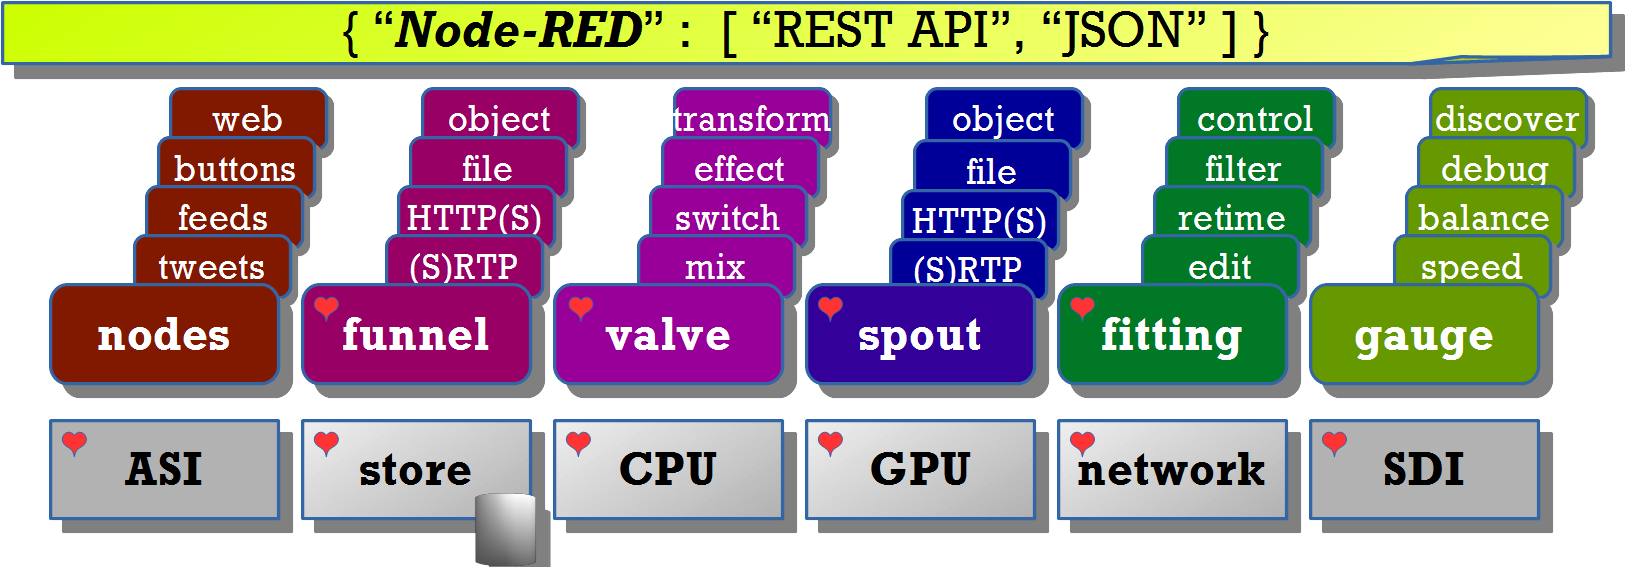 { “Node-RED” : [ “REST API”, “JSON” ] }
web
buttons
feeds
tweets
nodes
object
file
HTTP(S)
(S)RTP
funnel
transform
effect
switch
mix
valve
object
file
HTTP(S)
(S)RTP
spout
control
filter
retime
edit
fitting
discover
debug
balance
speed
gauge
ASI
store
CPU
GPU
network
SDI